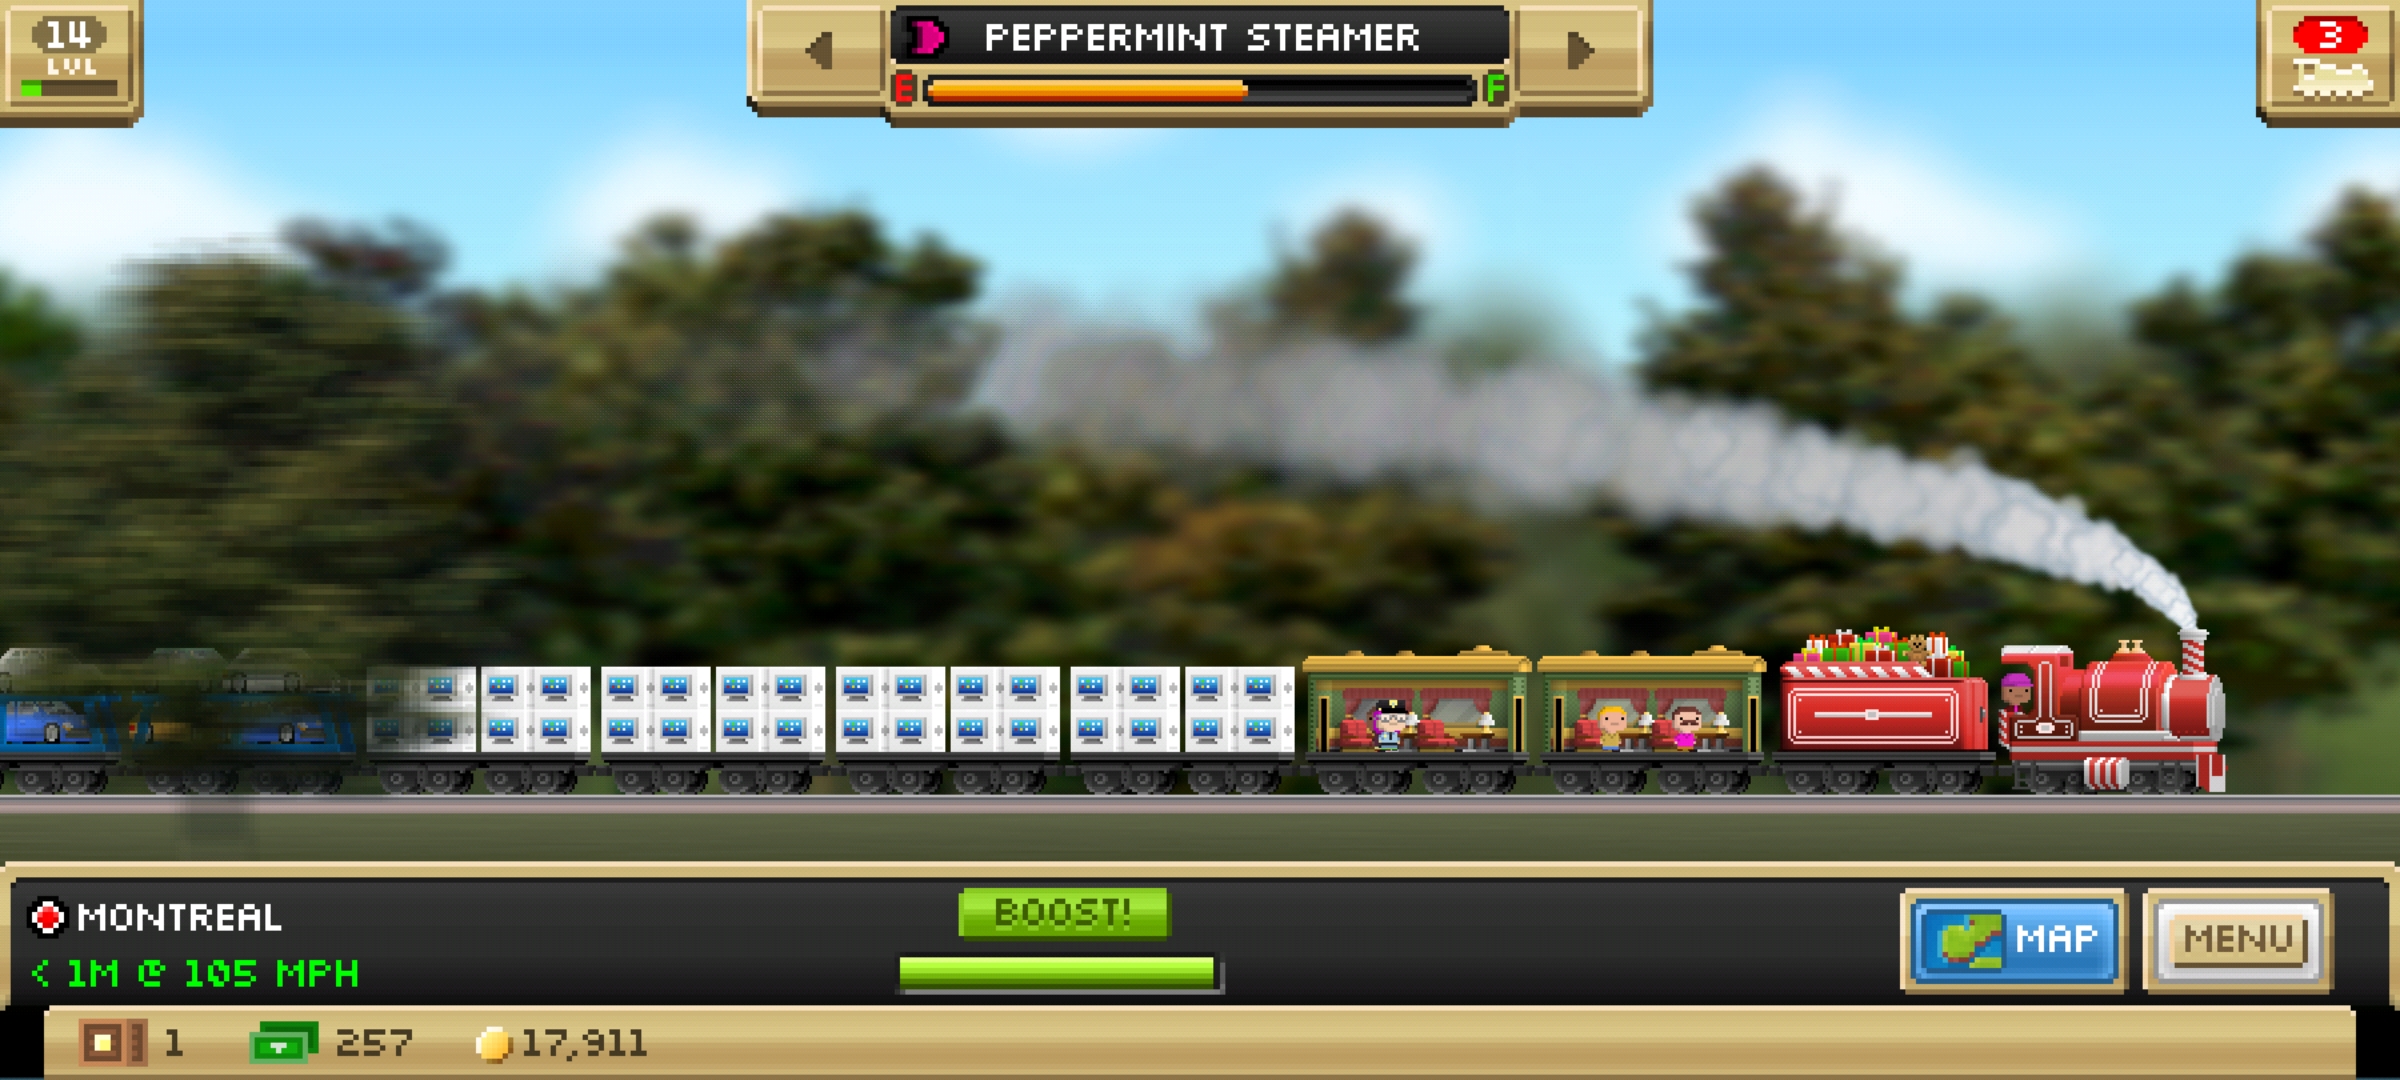 14
LVL
PEPPERMINT STEAMER
E F
3
MONTREAL
< 1M @ 105 MPH
BOOST!
MAP
MENU
1
257
17,911